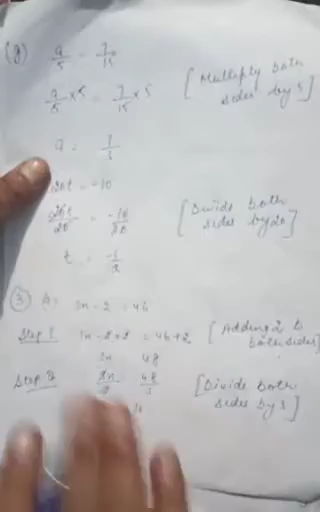 (g) a/5 = 7/15
a/5 × 5 = 7/15 × 5 [Multiply both sides by 5]
a = 7/3
20t = -10
20t/20 = -10/20 [Divide both sides by 20]
t = -1/2
(3) 3n - 2 = 46
Step 1 3n - 2 + 2 = 46 + 2 [Adding 2 to both sides]
3n 48
Step 2 3n/3 48/3 [Divide both sides by 3]